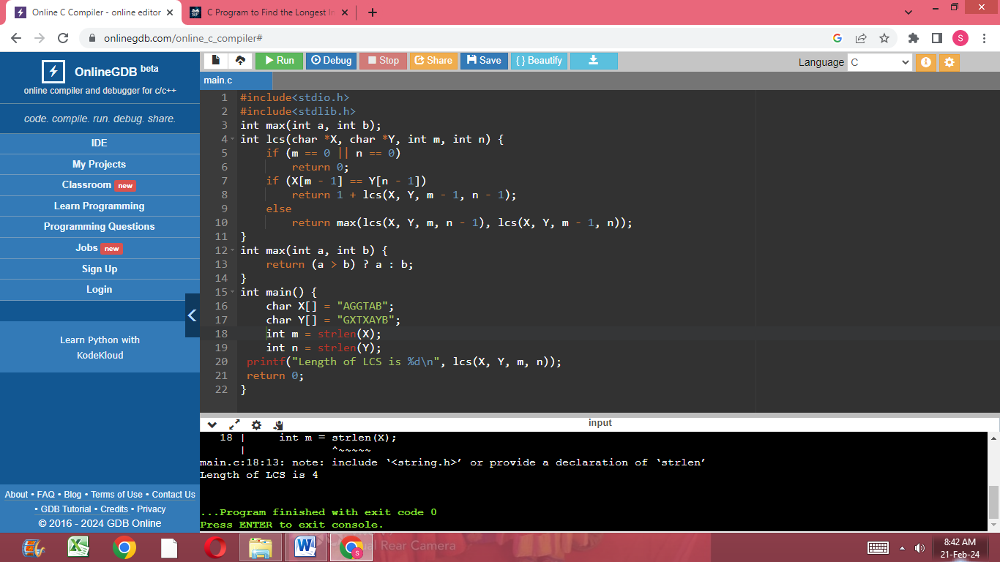 Online C Compiler - online editor
C Program to Find the Longest
onlinegdb.com/online_c_compiler#
S
Run Debug Stop Share Save { } Beautify
Language C
OnlineGDB beta
online compiler and debugger for c/c++
code. compile. run. debug. share.
IDE
My Projects
Classroom new
Learn Programming
Programming Questions
Jobs new
Sign Up
Login
Learn Python with
KodeKloud
About • FAQ • Blog • Terms of Use • Contact Us
• GDB Tutorial • Credits • Privacy
© 2016 - 2024 GDB Online
main.c
1 #include<stdio.h>
2 #include<stdlib.h>
3 int max(int a, int b);
4 int lcs(char *X, char *Y, int m, int n) {
5 if (m == 0 || n == 0)
6 return 0;
7 if (X[m - 1] == Y[n - 1])
8 return 1 + lcs(X, Y, m - 1, n - 1);
9 else
10 return max(lcs(X, Y, m, n - 1), lcs(X, Y, m - 1, n));
11 }
12 int max(int a, int b) {
13 return (a > b) ? a : b;
14 }
15 int main() {
16 char X[] = "AGGTAB";
17 char Y[] = "GXTXAYB";
18 int m = strlen(X);
19 int n = strlen(Y);
20 printf("Length of LCS is %d\n", lcs(X, Y, m, n));
21 return 0;
22 }
input
18 | int m = strlen(X);
| ^~~~~~
main.c:18:13: note: include ‘<string.h>’ or provide a declaration of ‘strlen’
Length of LCS is 4
...Program finished with exit code 0
Press ENTER to exit console.
Rear Camera
8:42 AM
21-Feb-24